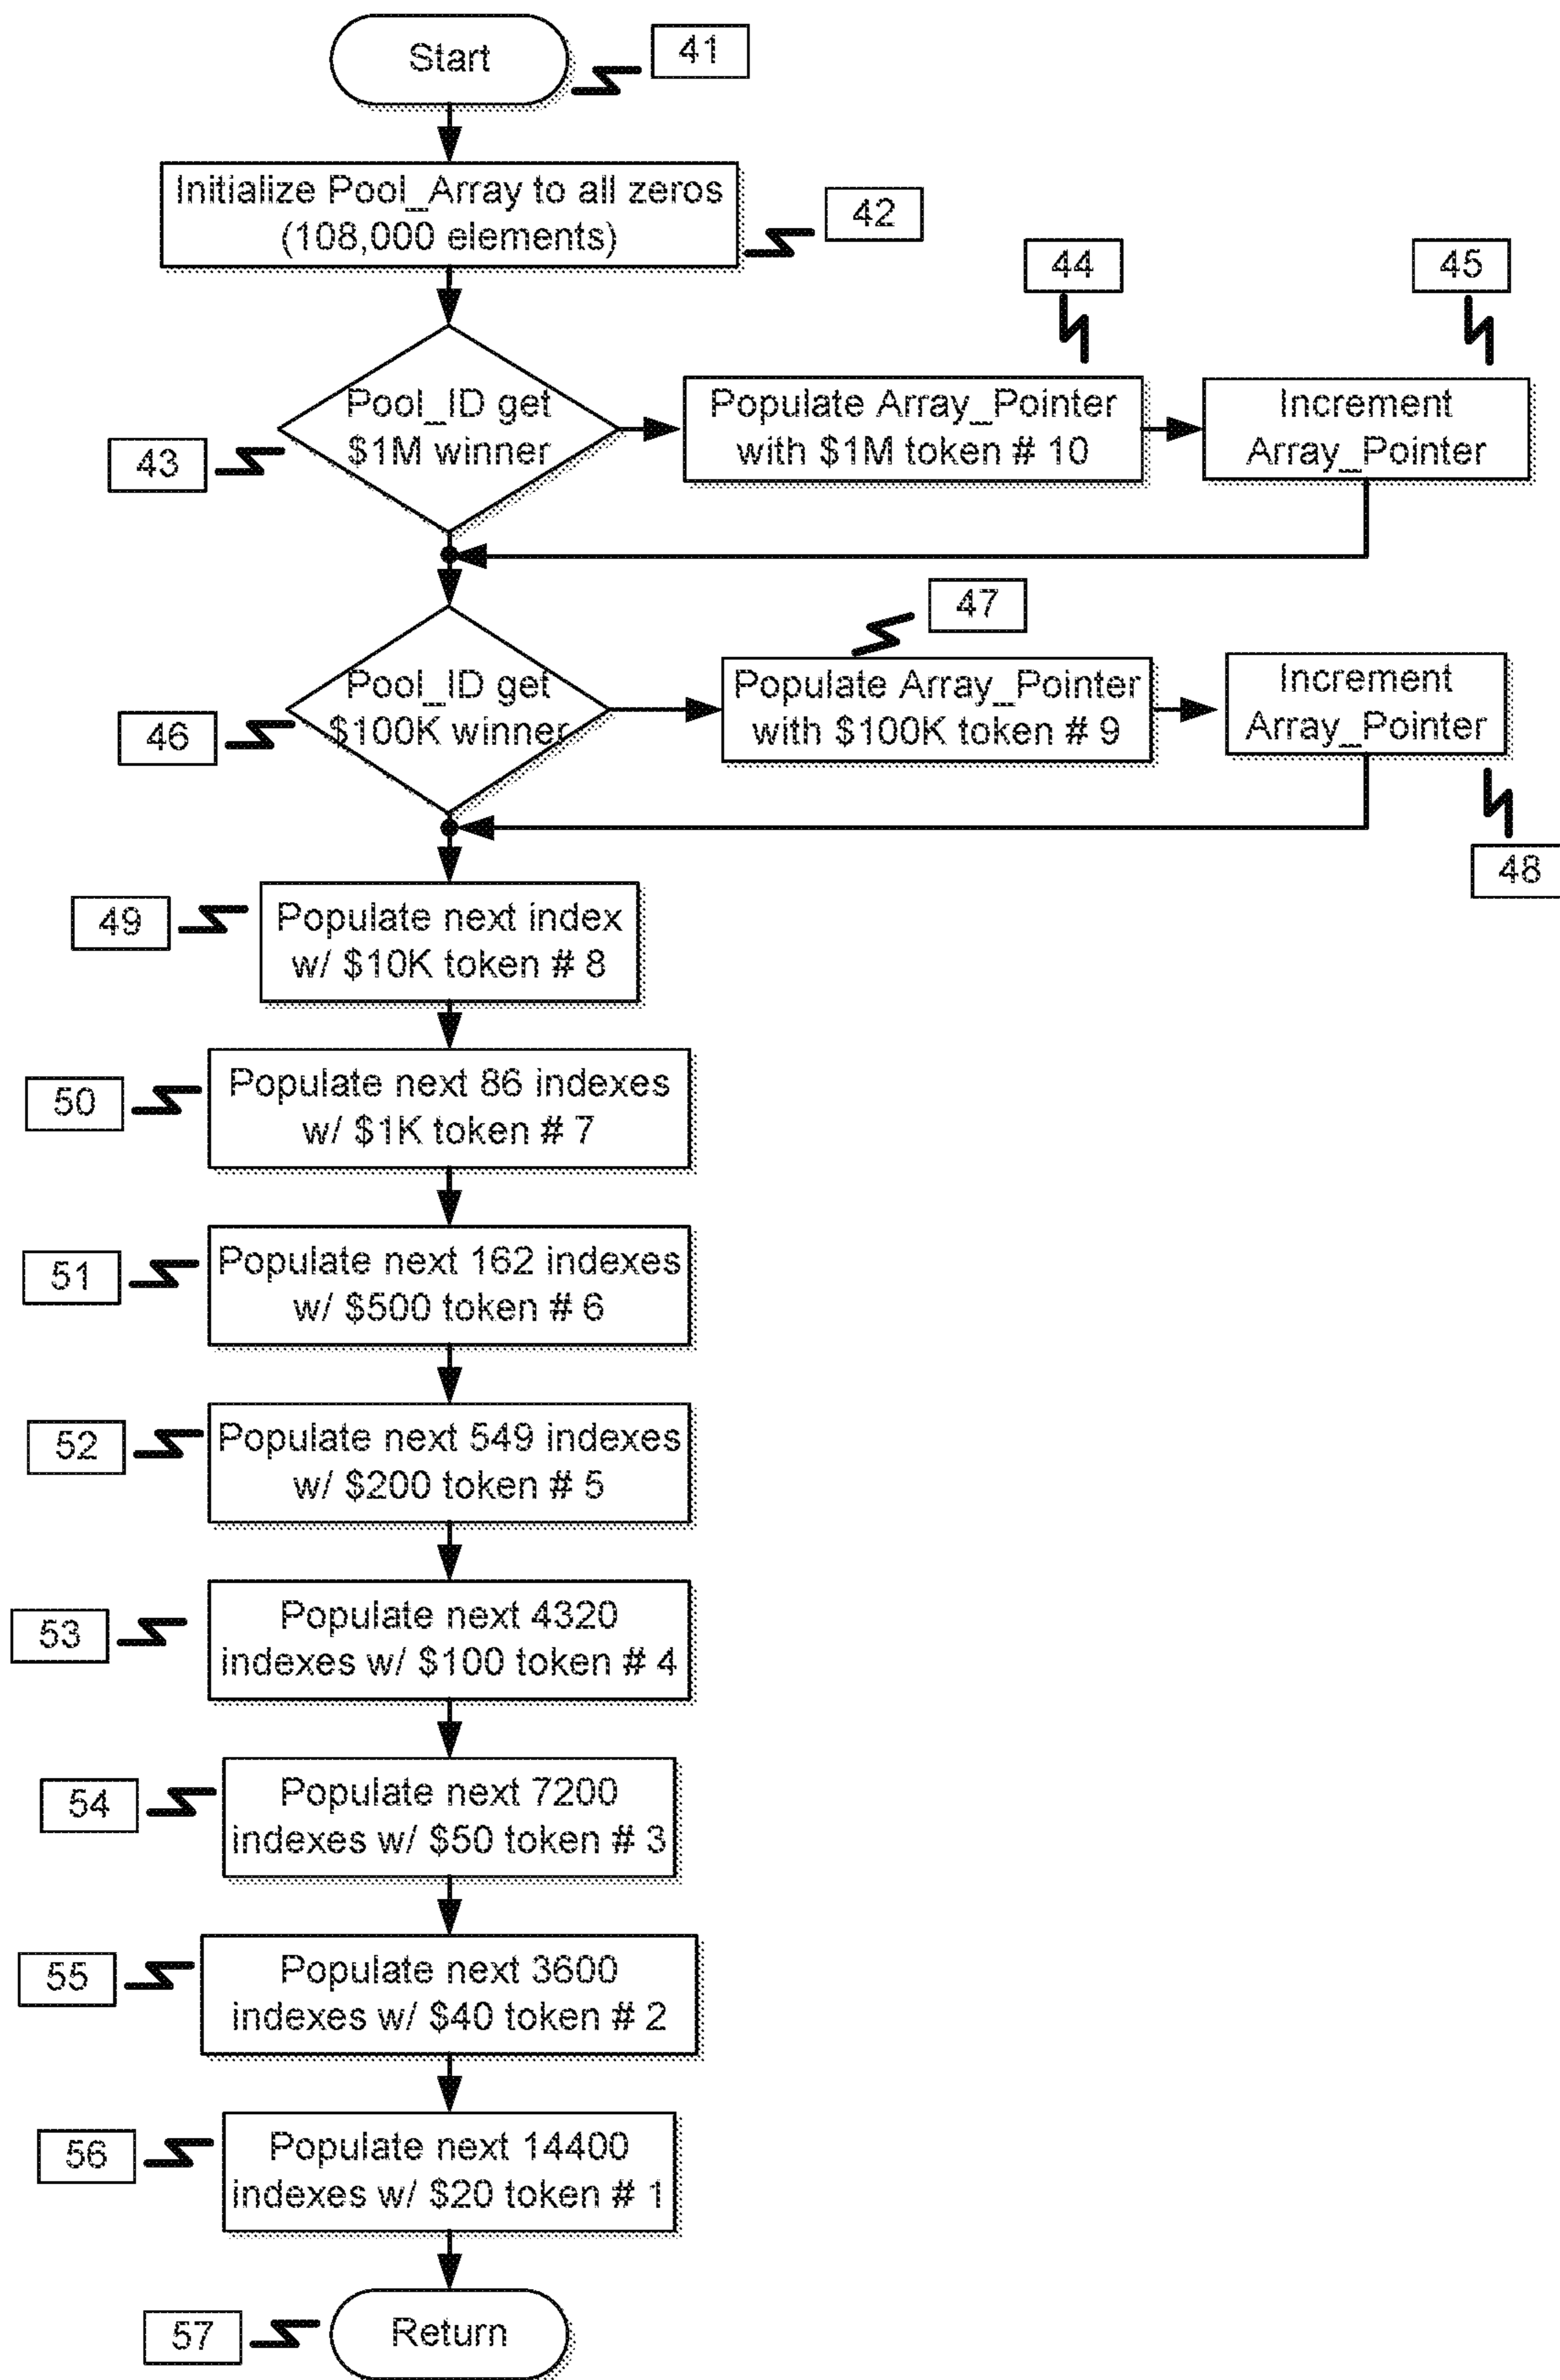 Start
41
Initialize Pool_Array to all zeros
(108,000 elements)
42
44
45
Pool_ID get
$1M winner
43
Populate Array_Pointer
with $1M token # 10
Increment
Array_Pointer
47
Pool_ID get
$100K winner
46
Populate Array_Pointer
with $100K token # 9
Increment
Array_Pointer
48
49
Populate next index
w/ $10K token # 8
50
Populate next 86 indexes
w/ $1K token # 7
51
Populate next 162 indexes
w/ $500 token # 6
52
Populate next 549 indexes
w/ $200 token # 5
53
Populate next 4320
indexes w/ $100 token # 4
54
Populate next 7200
indexes w/ $50 token # 3
55
Populate next 3600
indexes w/ $40 token # 2
56
Populate next 14400
indexes w/ $20 token # 1
57
Return